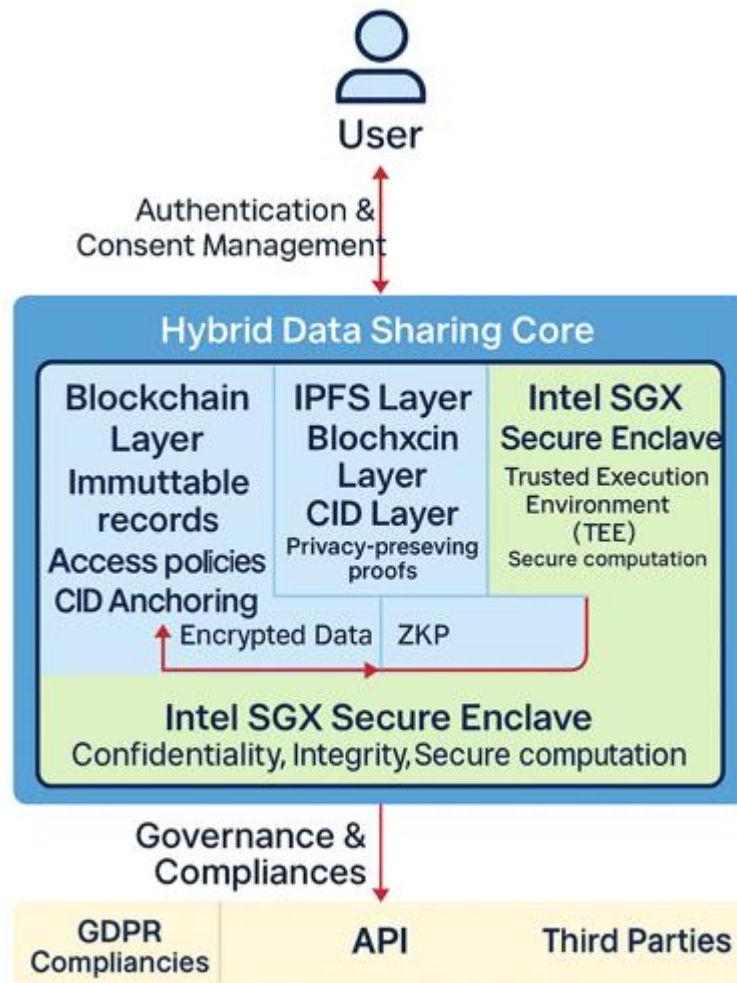 User
Authentication &
Consent Management
Hybrid Data Sharing Core
Blockchain
Layer
Immuttable
records
Access policies
CID Anchoring
IPFS Layer
Blochxcin
Layer
CID Layer
Privacy-preseving
proofs
Intel SGX
Secure Enclave
Trusted Execution
Environment
(TEE)
Secure computation
Encrypted Data
ZKP
Intel SGX Secure Enclave
Confidentiality, Integrity, Secure computation
Governance &
Compliances
GDPR
Compliancies
API
Third Parties